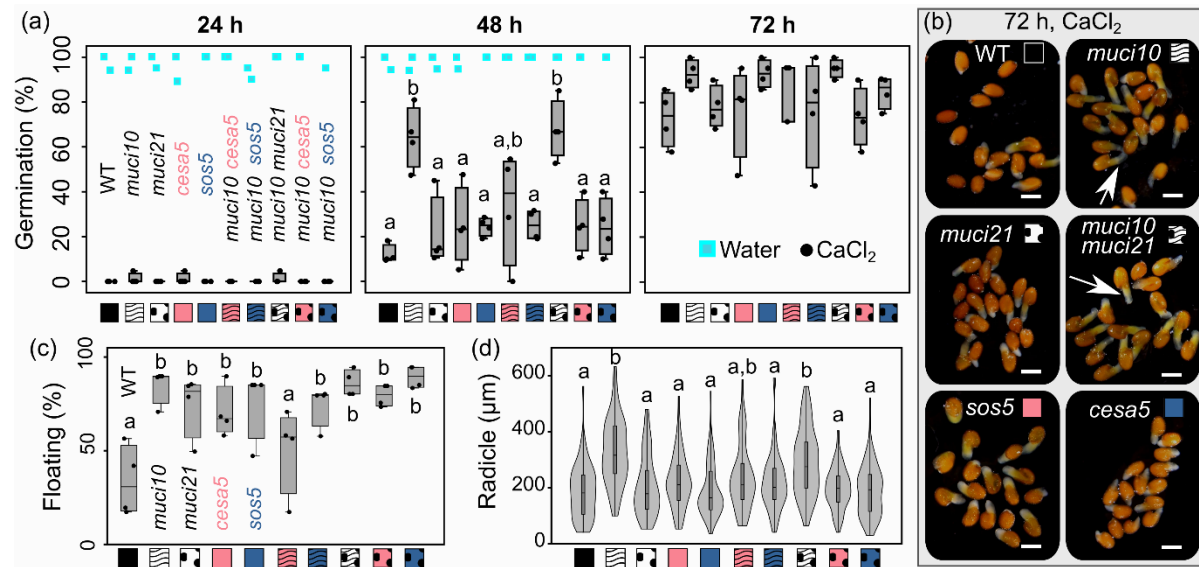 (a)
24 h
48 h
72 h
Germination (%)
100
80
60
40
20
0
WT
muci10
muci21
cesa5
sos5
muci10 cesa5
muci10 sos5
muci10 muci21
muci21 cesa5
muci10 sos5
a
b
a
a
a
a,b
a
b
a
a
Water
CaCl2
(b)
72 h, CaCl2
WT
muci10
muci21
muci10
muci21
sos5
cesa5
(c)
Floating (%)
100
50
0
WT
muci10
muci21
cesa5
sos5
a
b
b
b
b
a
b
b
b
b
(d)
Radicle (µm)
600
400
200
0
a
b
a
a
a
a,b
a
b
a
a